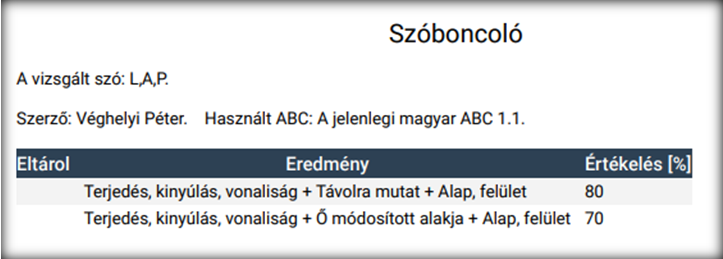 Szóboncoló
A vizsgált szó: L,A,P.
Szerző: Véghelyi Péter. Használt ABC: A jelenlegi magyar ABC 1.1.
Eltárol Eredmény Értékelés [%]
Terjedés, kinyúlás, vonaliság + Távolra mutat + Alap, felület 80
Terjedés, kinyúlás, vonaliság + Ő módosított alakja + Alap, felület 70